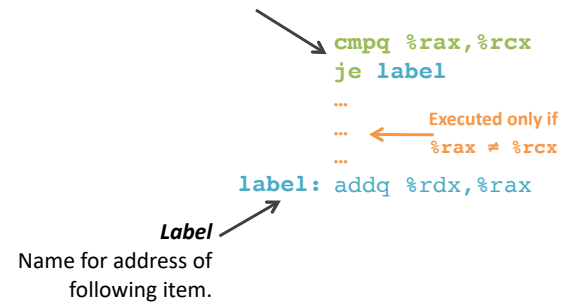 cmpq %rax,%rcx
je label
…
…
Executed only if
%rax ≠ %rcx
…
label: addq %rdx,%rax
Label
Name for address of
following item.